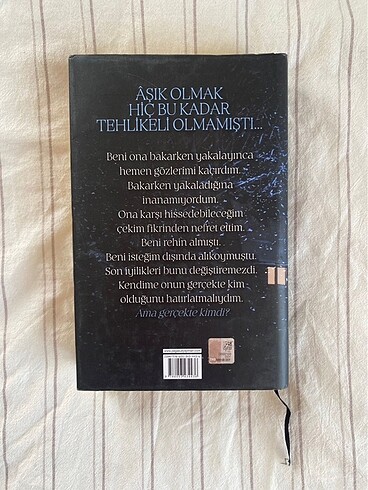 ÂŞIK OLMAK
HİÇ BU KADAR
TEHLİKELİ OLMAMIŞTI...
Beni ona bakarken yakalayınca
hemen gözlerimi kaçırdım.
Bakarken yakaladığına
inanamıyordum.
Ona karşı hissedebileceğim
çekim fikrinden nefret ettim.
Beni rehin almıştı.
Beni isteğim dışında alıkoymuştu.
Son iyilikleri bunu değiştiremezdi.
Kendime onun gerçekte kim
olduğunu hatırlatmalıydım.
Ama gerçekte kimdi?